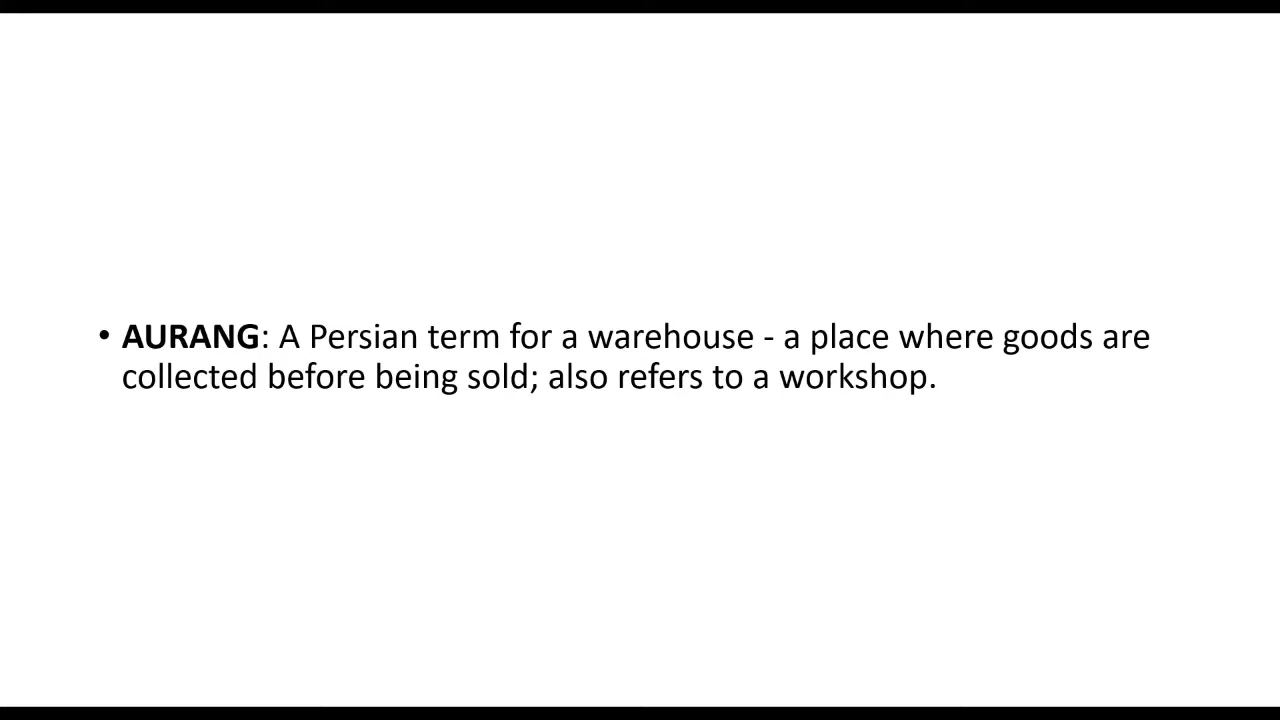 • AURANG: A Persian term for a warehouse - a place where goods are
collected before being sold; also refers to a workshop.